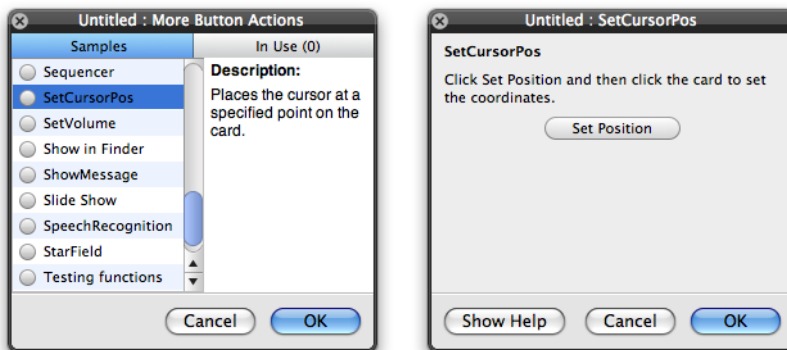 Untitled : More Button Actions
Samples
In Use (0)
Sequencer
SetCursorPos
SetVolume
Show in Finder
ShowMessage
Slide Show
SpeechRecognition
StarField
Testing functions
Description:
Places the cursor at a
specified point on the
card.
Cancel
OK
Untitled : SetCursorPos
SetCursorPos
Click Set Position and then click the card to set
the coordinates.
Set Position
Show Help
Cancel
OK